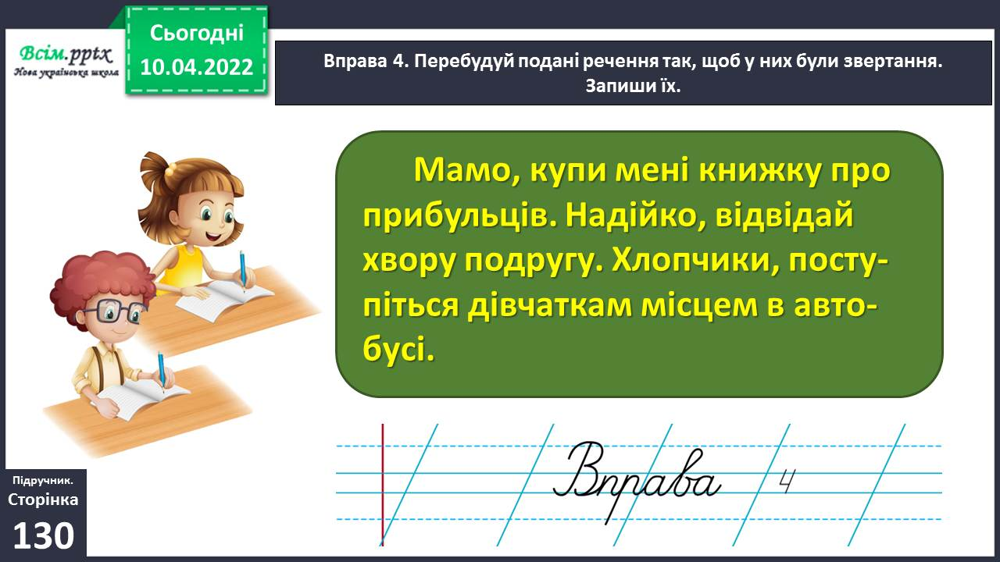 Всім.pptx
Нова українська школа
Сьогодні
10.04.2022
Вправа 4. Перебудуй подані речення так, щоб у них були звертання.
Запиши їх.
Мамо, купи мені книжку про
прибульців. Надійко, відвідай
хвору подругу. Хлопчики, посту-
піться дівчаткам місцем в авто-
бусі.
Вправа 4
Підручник.
Сторінка
130